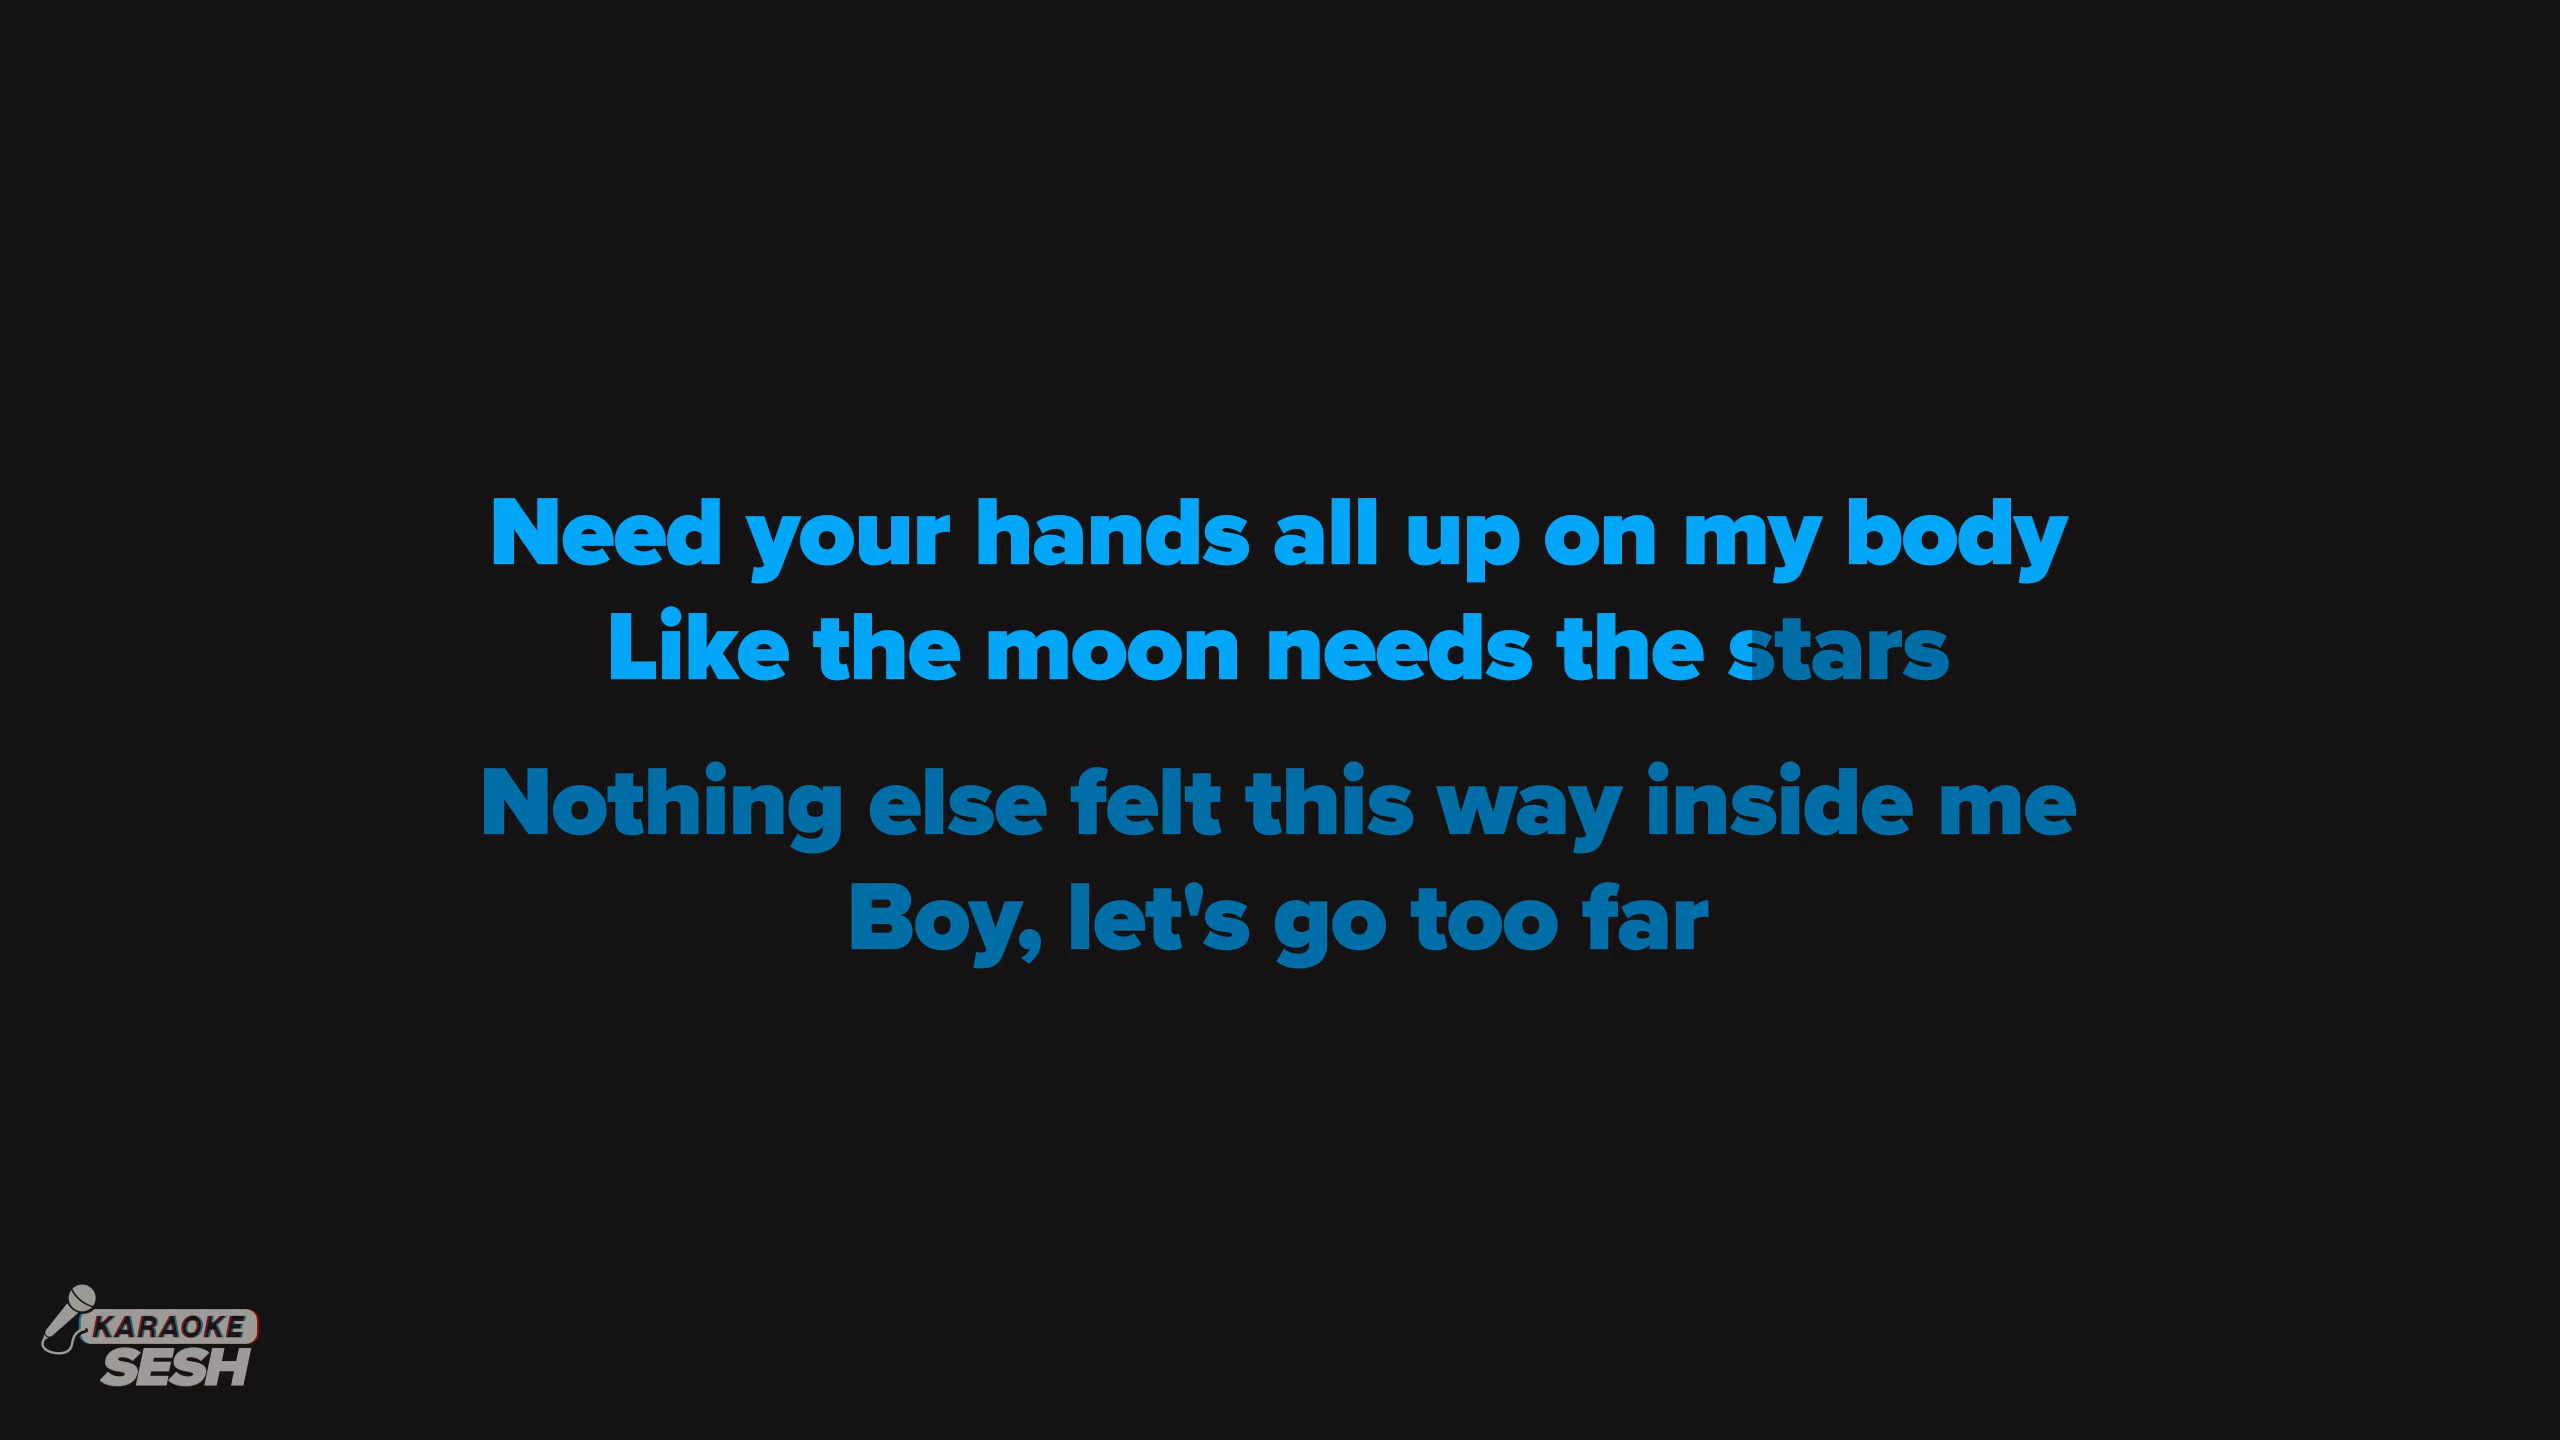 Need your hands all up on my body
Like the moon needs the stars
Nothing else felt this way inside me
Boy, let's go too far
KARAOKE
SESH